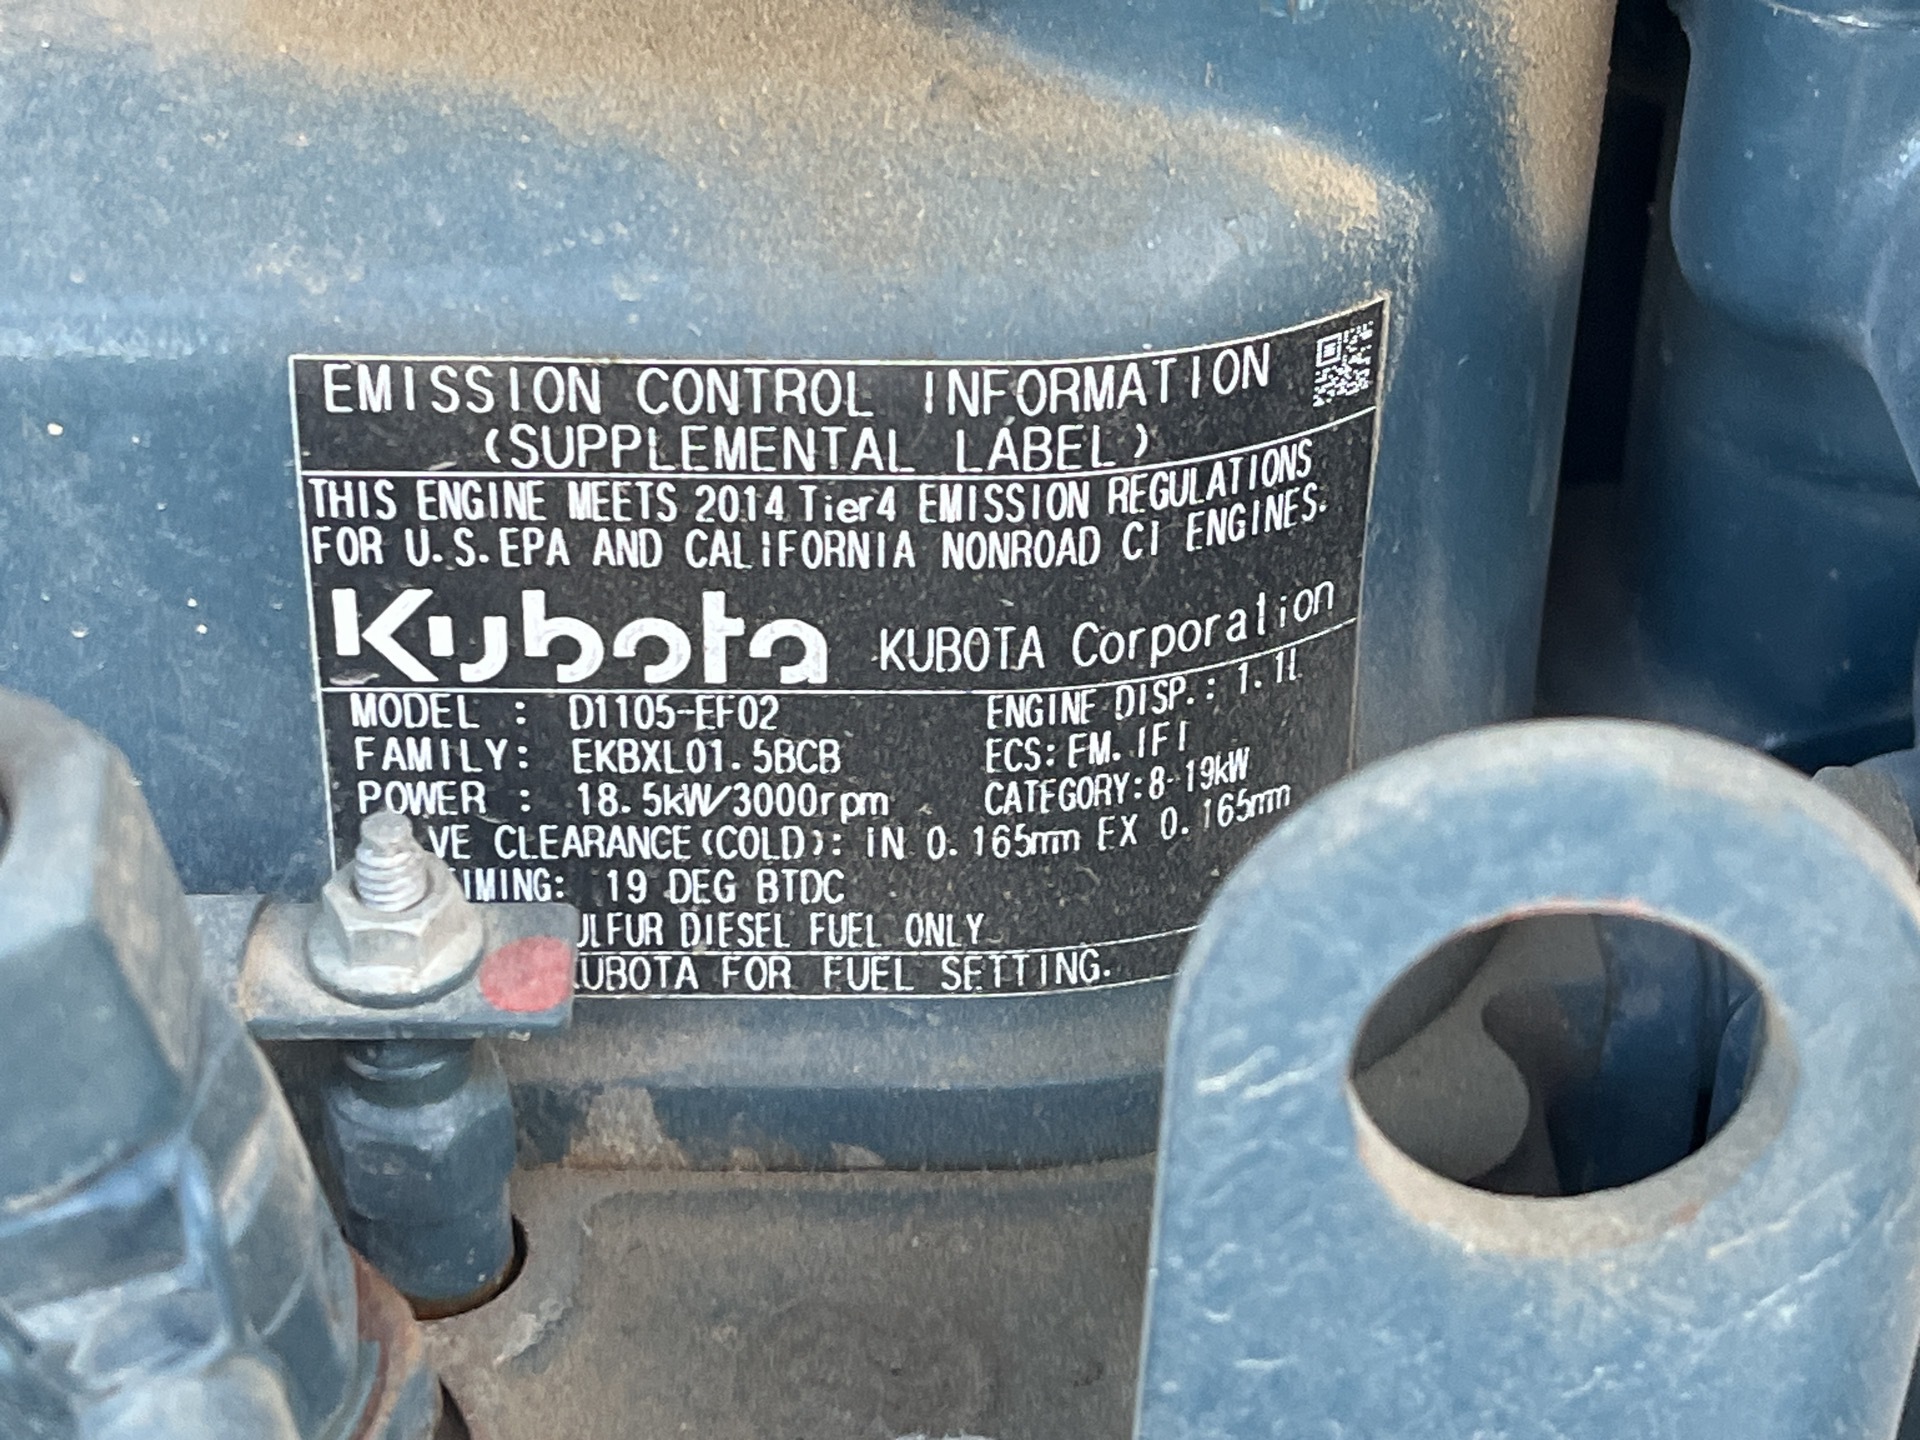 EMISSION CONTROL INFORMATION
(SUPPLEMENTAL LABEL)
THIS ENGINE MEETS 2014 Tier4 EMISSION REGULATIONS
FOR U.S.EPA AND CALIFORNIA NONROAD CI ENGINES.
Kubota KUBOTA Corporation
MODEL : D1105-EF02 ENGINE DISP.: 1.1L
FAMILY: EKBXL01.5BCB ECS: EM.IFI
POWER : 18.5kW/3000rpm CATEGORY:8-19kW
VE CLEARANCE(COLD): IN 0.165mm EX 0.165mm
IMING: 19 DEG BTDC
ULFUR DIESEL FUEL ONLY
UBOTA FOR FUEL SETTING.